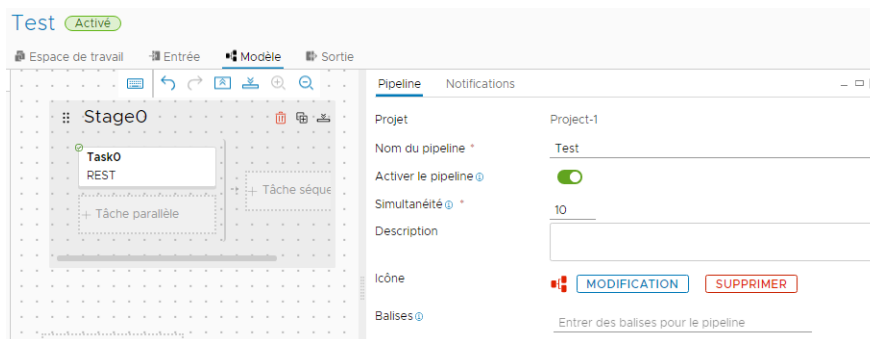 Test Activé
Espace de travail Entrée Modèle Sortie
Stage0
Task0
REST
+ Tâche parallèle
+ Tâche séque
Pipeline Notifications
Projet Project-1
Nom du pipeline * Test
Activer le pipeline
Simultanéité * 10
Description
Icône MODIFICATION SUPPRIMER
Balises Entrer des balises pour le pipeline